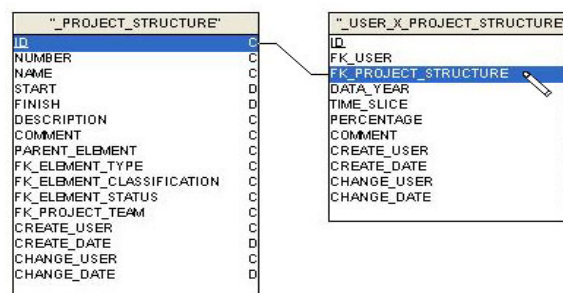 "_PROJECT_STRUCTURE"
ID C
NUMBER C
NAME C
START D
FINISH D
DESCRIPTION C
COMMENT C
PARENT_ELEMENT C
FK_ELEMENT_TYPE C
FK_ELEMENT_CLASSIFICATION C
FK_ELEMENT_STATUS C
FK_PROJECT_TEAM C
CREATE_USER C
CREATE_DATE D
CHANGE_USER C
CHANGE_DATE D
"_USER_X_PROJECT_STRUCTURE
ID
FK_USER
FK_PROJECT_STRUCTURE
DATA_YEAR
TIME_SLICE
PERCENTAGE
COMMENT
CREATE_USER
CREATE_DATE
CHANGE_USER
CHANGE_DATE